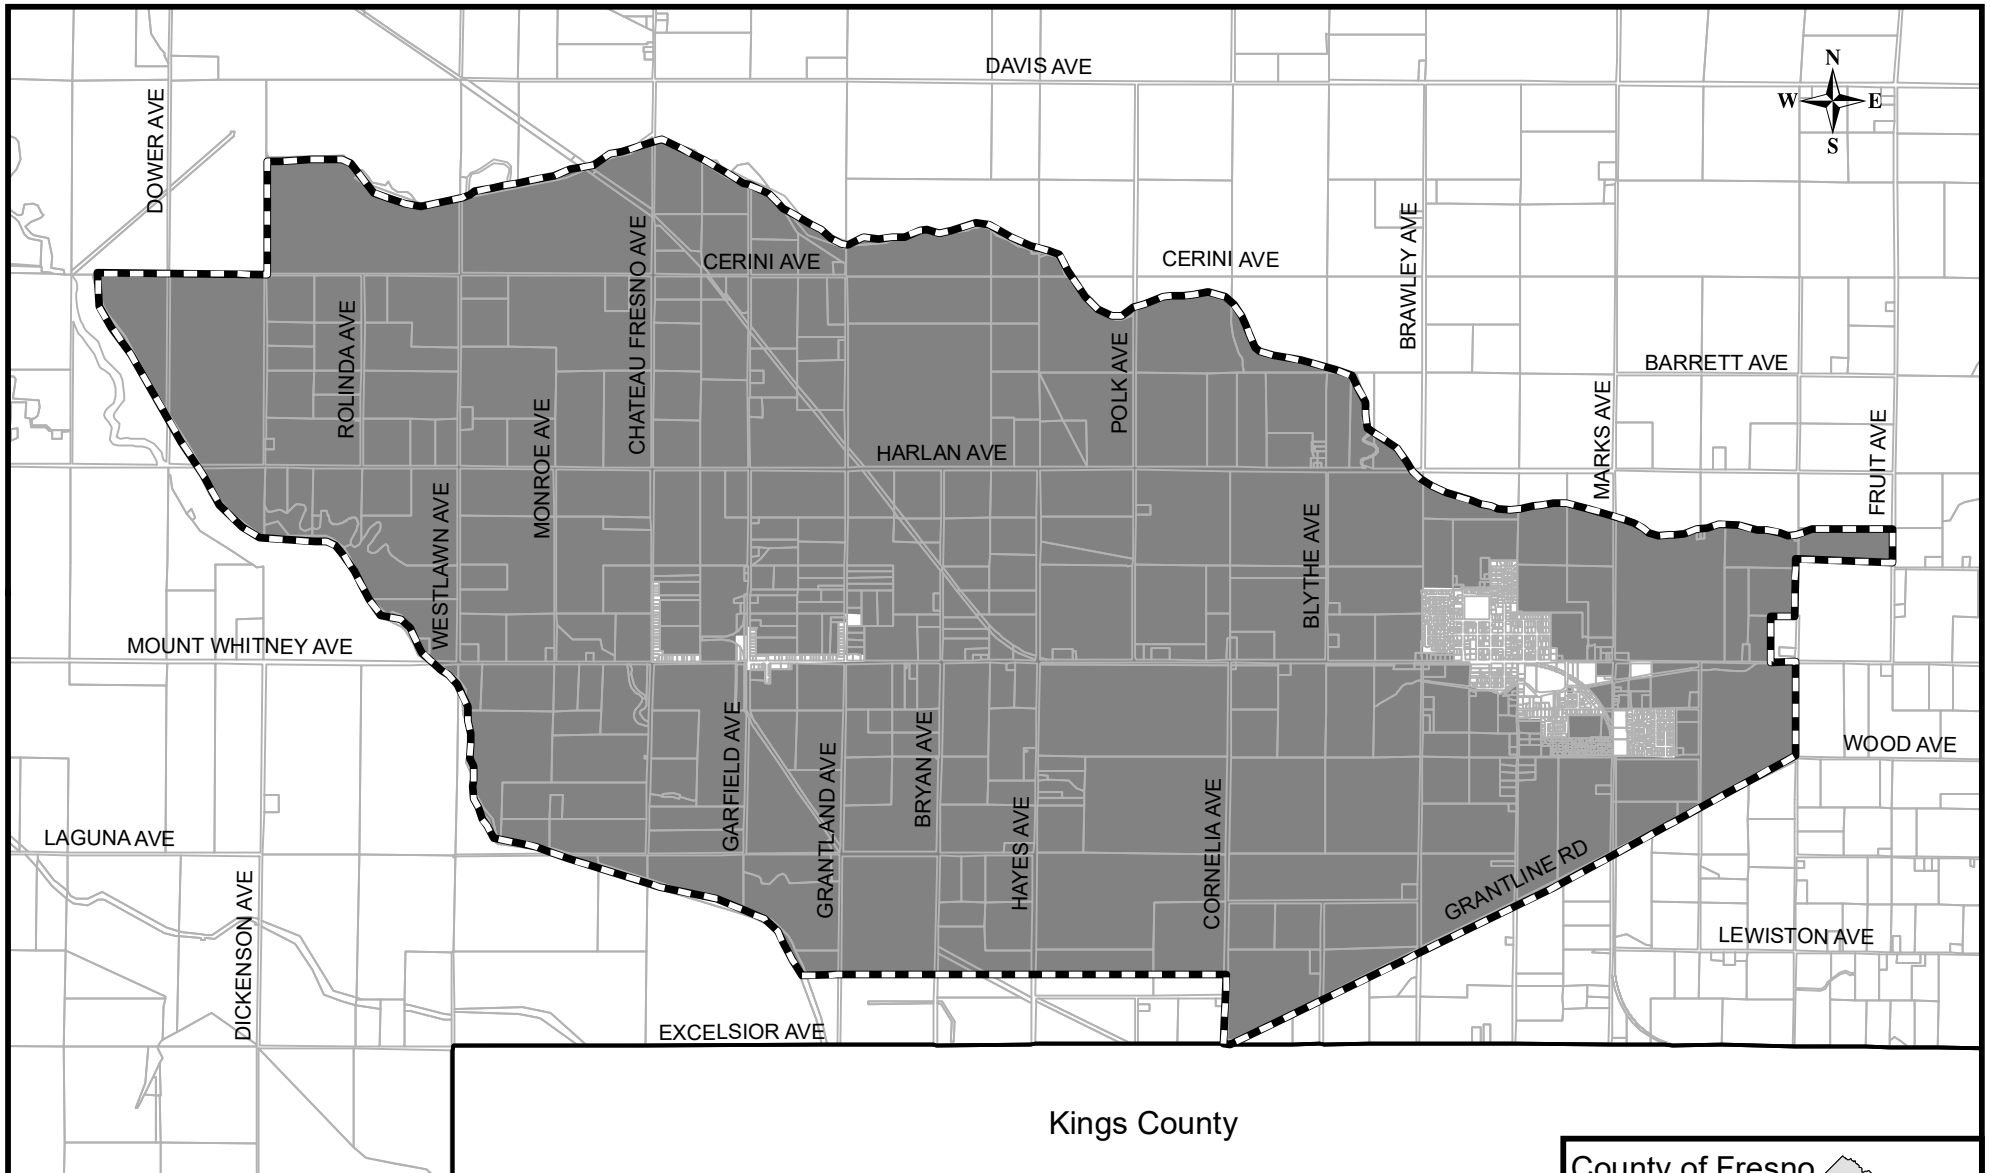 DAVIS AVE
N
W E
S
DOWER AVE
CERINI AVE
CERINI AVE
CHATEAU FRESNO AVE
BRAWLEY AVE
ROLINDA AVE
POLK AVE
BARRETT AVE
MONROE AVE
MARKS AVE
FRUIT AVE
HARLAN AVE
WESTLAWN AVE
BLYTHE AVE
MOUNT WHITNEY AVE
GARFIELD AVE
GRANTLAND AVE
BRYAN AVE
WOOD AVE
HAYES AVE
CORNELIA AVE
LAGUNA AVE
GRANTLINE RD
DICKENSON AVE
LEWISTON AVE
EXCELSIOR AVE
Kings County
County of Fresno